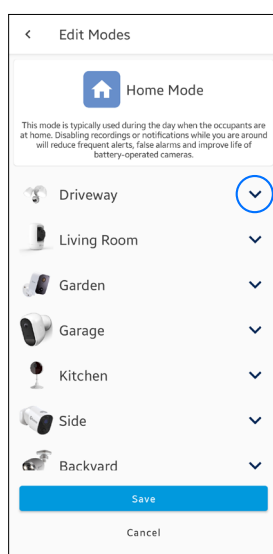 Edit Modes
Home Mode
This mode is typically used during the day when the occupants are
at home. Disabling recordings or notifications while you are around
will reduce frequent alerts, false alarms and improve life of
battery-operated cameras.
Driveway
Living Room
Garden
Garage
Kitchen
Side
Backyard
Save
Cancel